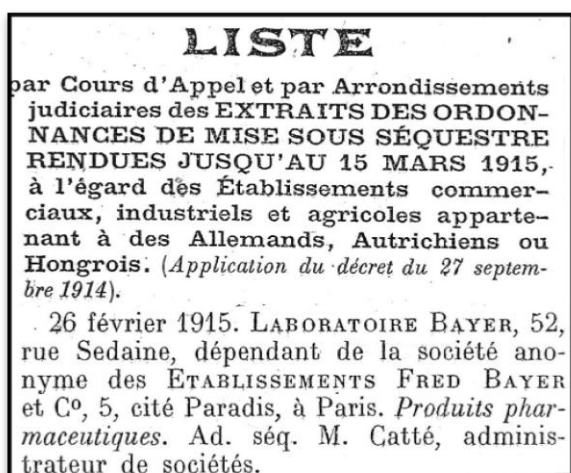 LISTE
par Cours d'Appel et par Arrondissements
judiciaires des EXTRAITS DES ORDON-
NANCES DE MISE SOUS SÉQUESTRE
RENDUES JUSQU'AU 15 MARS 1915,
à l'égard des Établissements commer-
ciaux, industriels et agricoles apparte-
nant à des Allemands, Autrichiens ou
Hongrois. (Application du décret du 27 septem-
bre 1914).
26 février 1915. LABORATOIRE BAYER, 52,
rue Sedaine, dépendant de la société ano-
nyme des ETABLISSEMENTS FRED BAYER
et Co, 5, cité Paradis, à Paris. Produits phar-
maceutiques. Ad. séq. M. Catté, adminis-
trateur de sociétés.